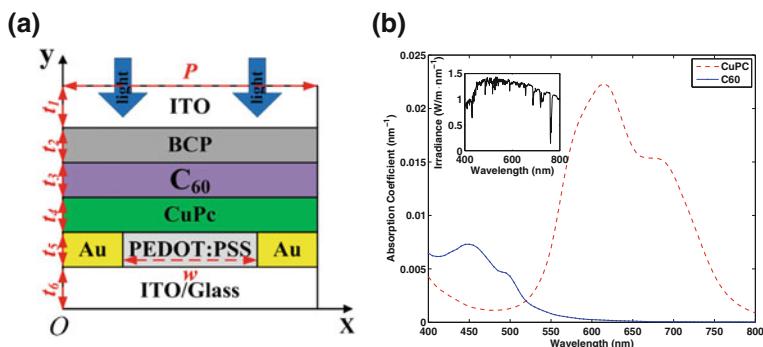 (a)
y
P
light
light
t₁
ITO
t₂
BCP
t₃
C₆₀
t₄
CuPc
t₅
Au
PEDOT:PSS
Au
w
t₆
ITO/Glass
O
x
(b)
0.025
0.02
0.015
0.01
0.005
0
Absorption Coefficient (nm⁻¹)
400
450
500
550
600
650
700
750
800
Wavelength (nm)
CuPC
C60
Irradiance (W/m · nm⁻¹)
1.5
1
0.5
0
400
600
800
Wavelength (nm)